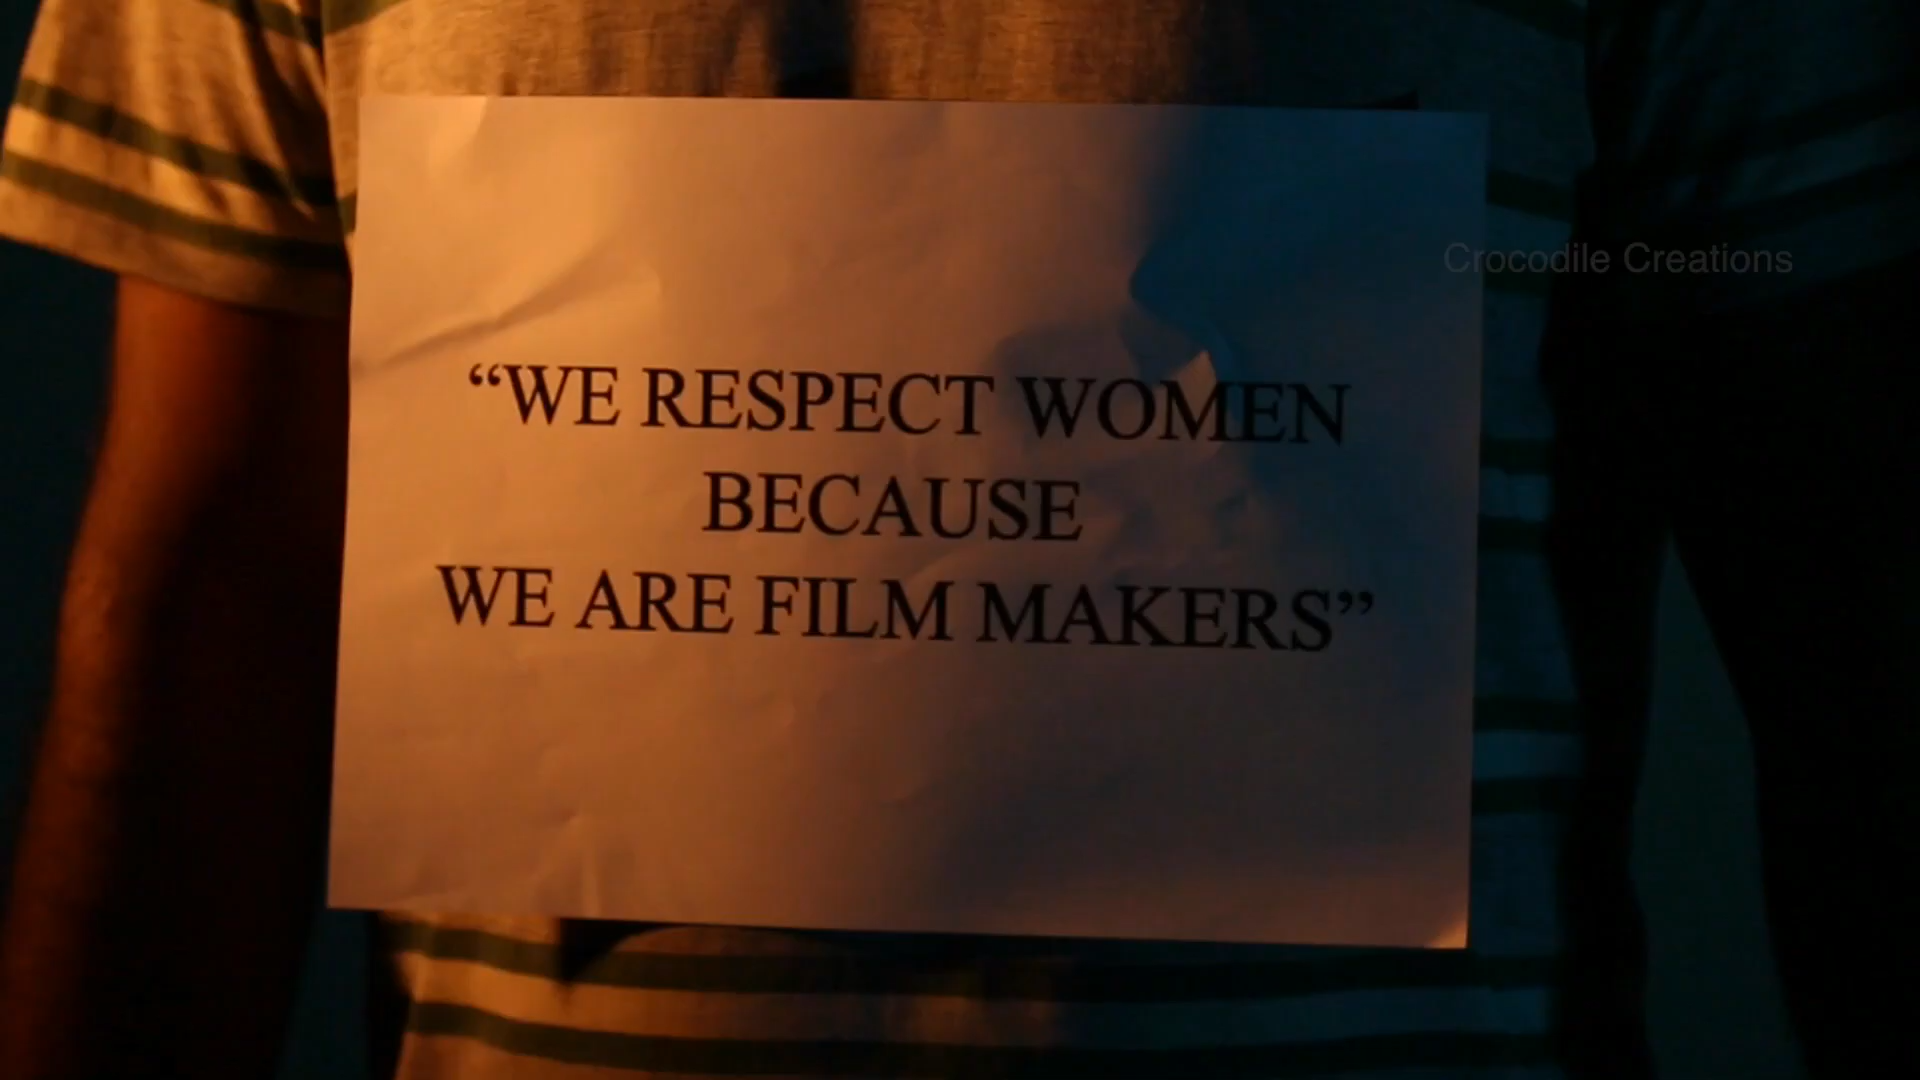 Crocodile Creations
“WE RESPECT WOMEN
BECAUSE
WE ARE FILM MAKERS”